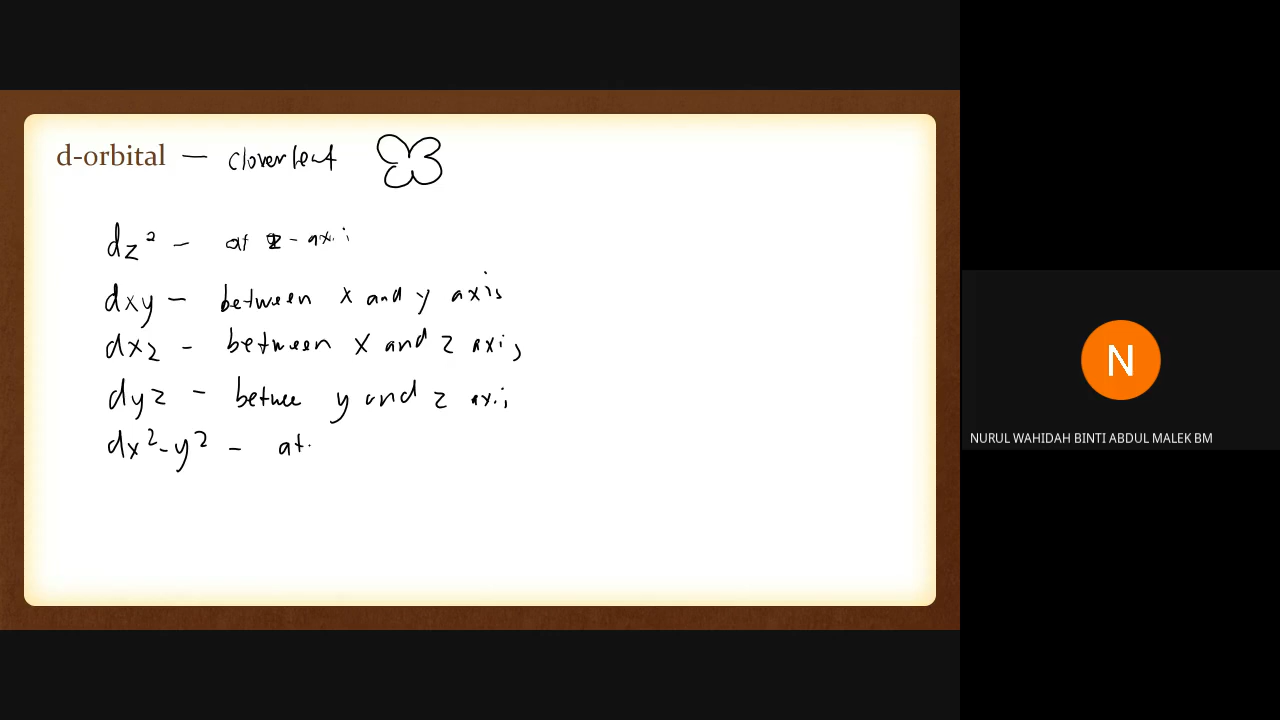 d-orbital — cloverleaf
dz² - at z-axi
dxy - between x and y axis
dxz - between x and z axis
dyz - betwee y and z axis
dx²-y² - at
N
NURUL WAHIDAH BINTI ABDUL MALEK BM